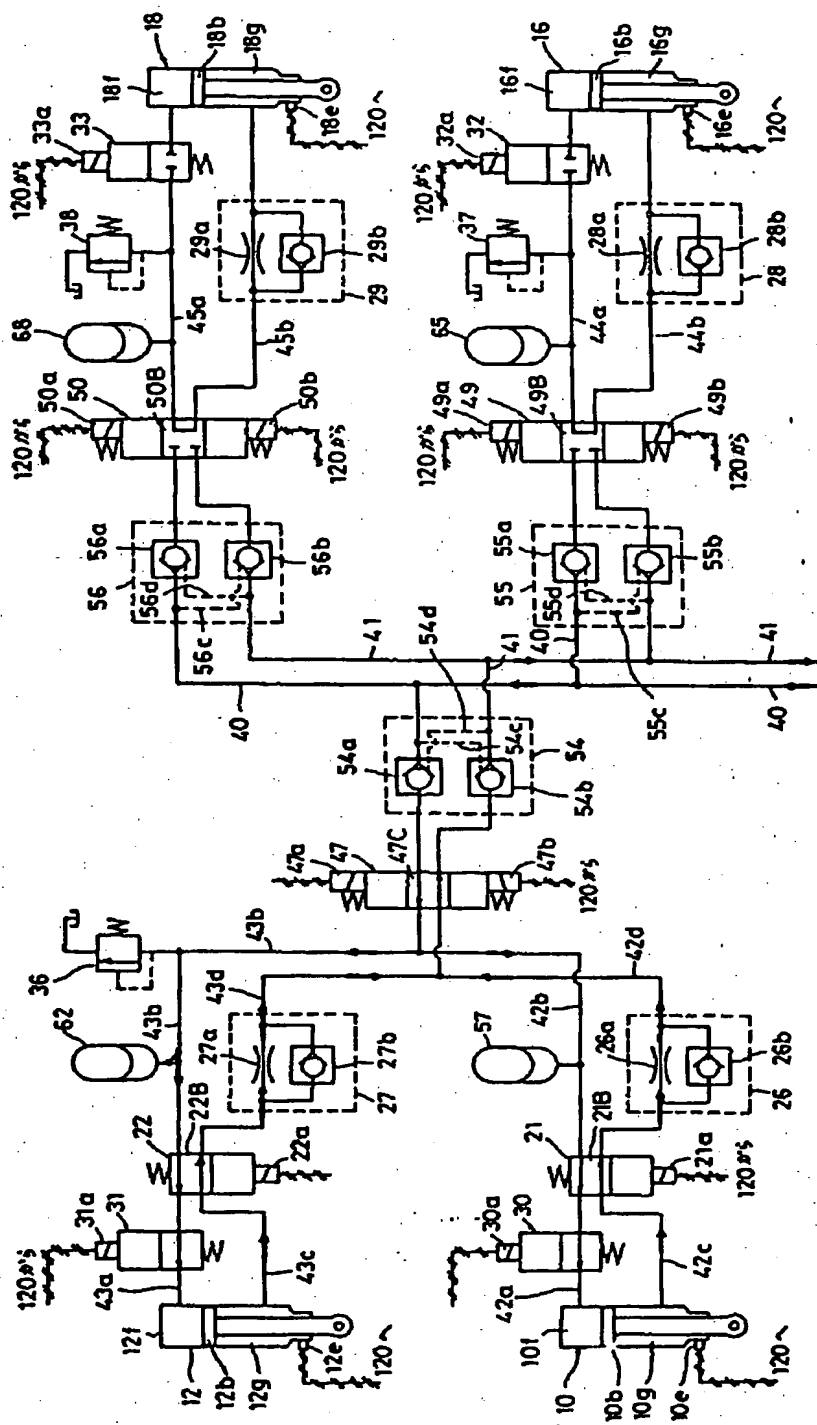 120から
33a
33
18f
18
18b
18g
18e
120へ
38
29a
29b
29
68
45a
45b
50a
50
50B
50b
120から
120から
56
56a
56b
56d
56c
40
41
120から
32a
32
16f
16
16b
16g
16e
120へ
37
28a
28b
28
65
44a
44b
49a
49
49B
49b
120から
120から
55
55a
55b
55d
55c
40
41
40
41
54d
41
54a
54c
54
54b
47a
47
47C
47b
120から
36
43b
43b
62
43d
27a
27b
27
22
22B
22a
31a
31
120から
43a
43c
12f
12
12b
12g
12e
120へ
42d
42b
57
26a
26b
26
21
21B
21a
120から
30a
30
42a
42c
10f
10
10b
10g
10e
120へ